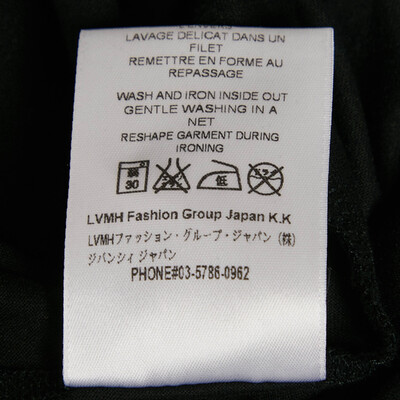 LAVAGE DELICAT DANS UN
FILET
REMETTRE EN FORME AU
REPASSAGE
WASH AND IRON INSIDE OUT
GENTLE WASHING IN A
NET
RESHAPE GARMENT DURING
IRONING
30 低
LVMH Fashion Group Japan K.K
LVMHファッション・グループ・ジャパン (株)
ジバンシィ ジャパン
PHONE#03-5786-0962